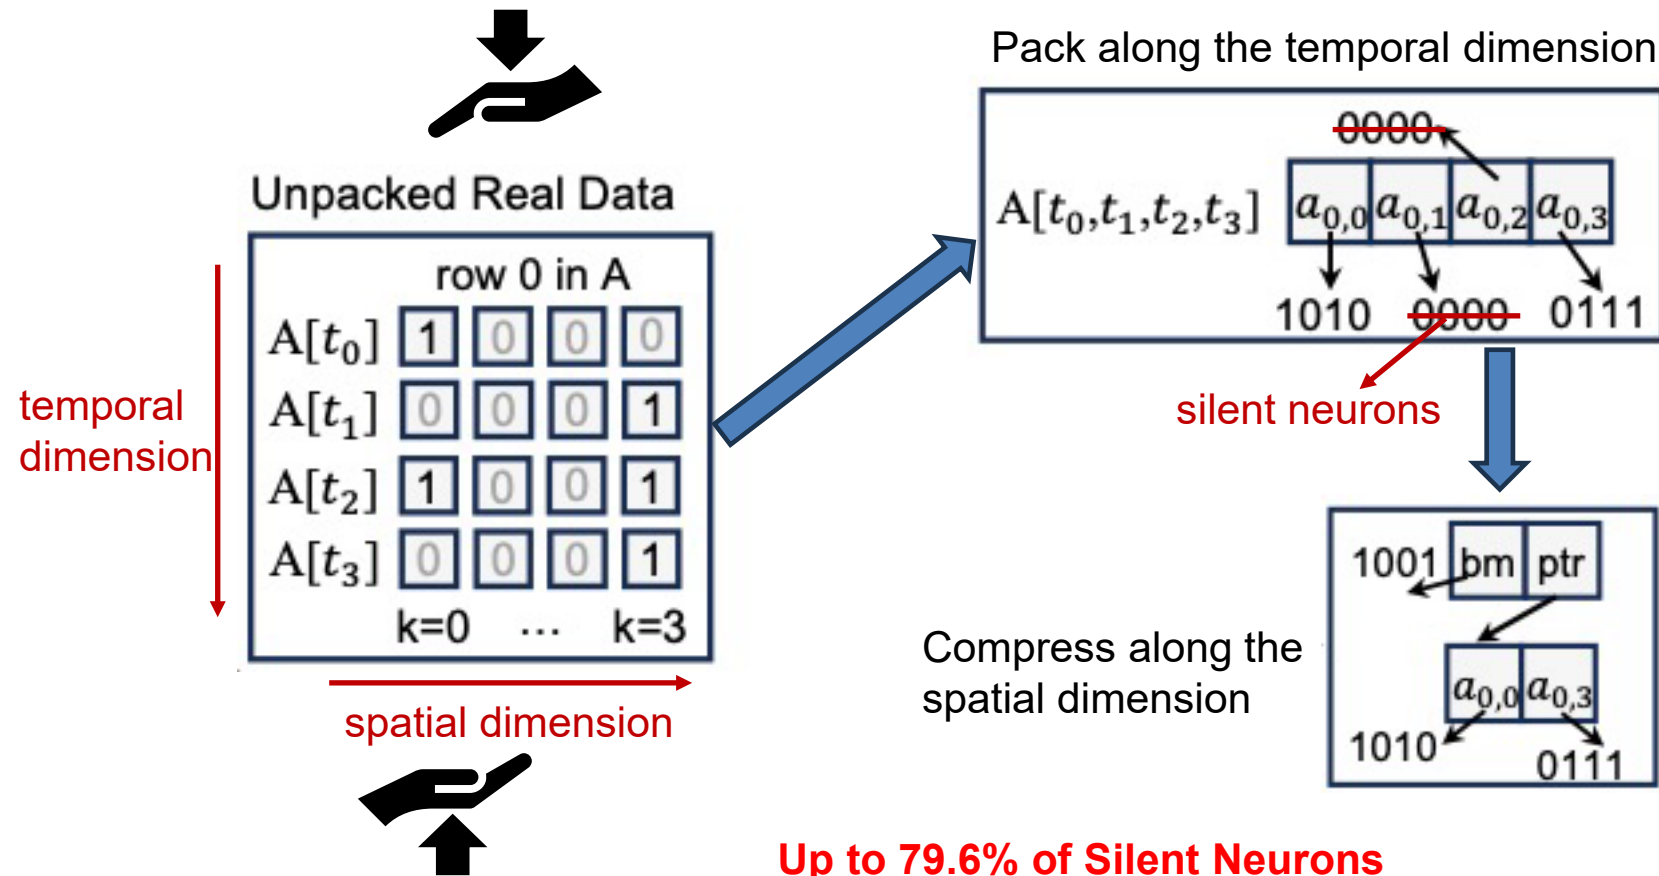 Pack along the temporal dimension
0000
A[t₀,t₁,t₂,t₃] a₀,₀ a₀,₁ a₀,₂ a₀,₃
1010 0000 0111
silent neurons
Unpacked Real Data
row 0 in A
A[t₀] 1 0 0 0
A[t₁] 0 0 0 1
A[t₂] 1 0 0 1
A[t₃] 0 0 0 1
k=0 ... k=3
temporal
dimension
spatial dimension
1001 bm ptr
a₀,₀ a₀,₃
1010 0111
Compress along the
spatial dimension
Up to 79.6% of Silent Neurons